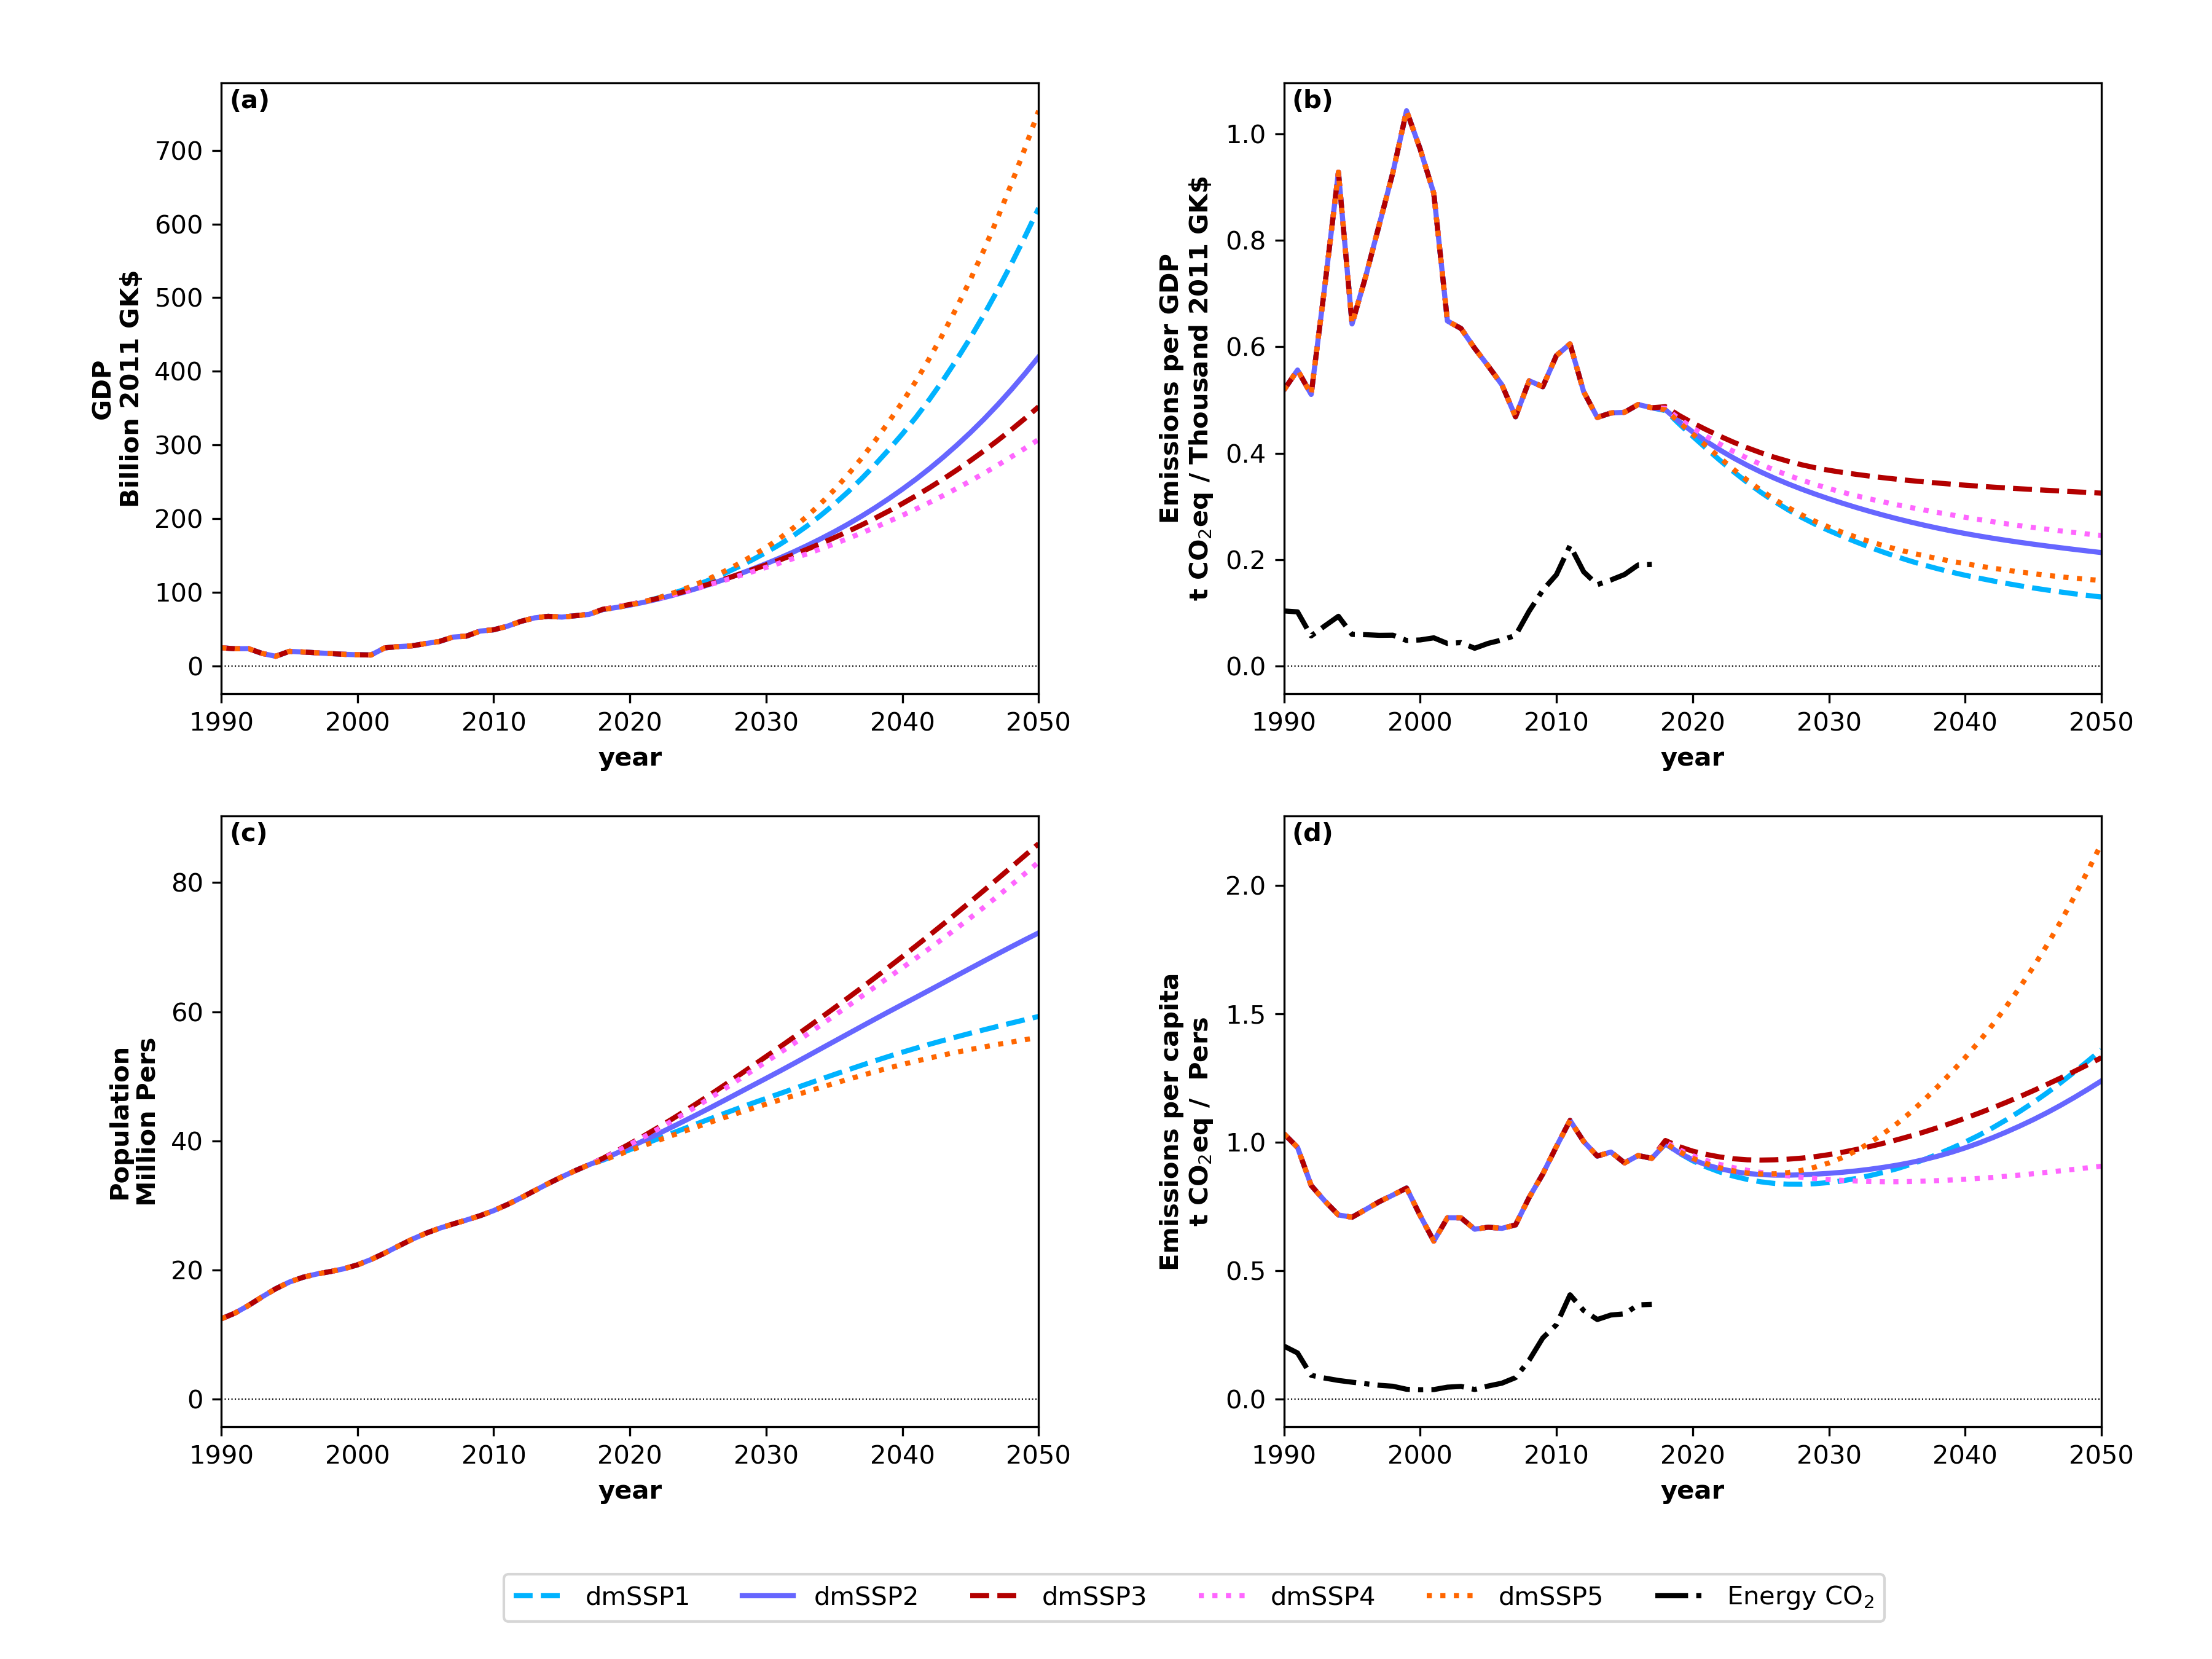 (a)
700
600
500
400
300
200
100
0
GDP
Billion 2011 GK$
1990 2000 2010 2020 2030 2040 2050
year
(b)
1.0
0.8
0.6
0.4
0.2
0.0
Emissions per GDP
t CO₂eq / Thousand 2011 GK$
1990 2000 2010 2020 2030 2040 2050
year
(c)
80
60
40
20
0
Population
Million Pers
1990 2000 2010 2020 2030 2040 2050
year
(d)
2.0
1.5
1.0
0.5
0.0
Emissions per capita
t CO₂eq / Pers
1990 2000 2010 2020 2030 2040 2050
year
dmSSP1 dmSSP2 dmSSP3 dmSSP4 dmSSP5 Energy CO₂